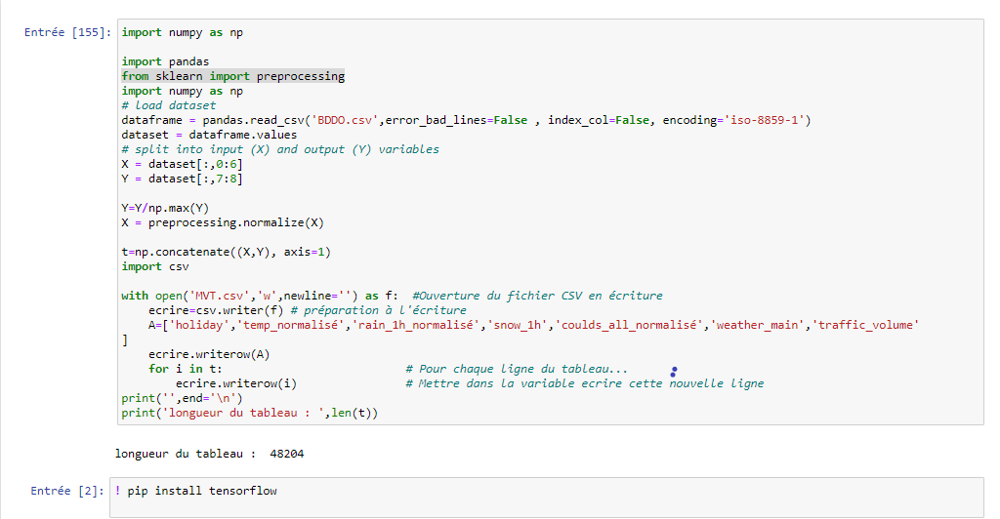 Entrée [155]: import numpy as np
import pandas
from sklearn import preprocessing
import numpy as np
# load dataset
dataframe = pandas.read_csv('BDDO.csv',error_bad_lines=False , index_col=False, encoding='iso-8859-1')
dataset = dataframe.values
# split into input (X) and output (Y) variables
X = dataset[:,0:6]
Y = dataset[:,7:8]
Y=Y/np.max(Y)
X = preprocessing.normalize(X)
t=np.concatenate((X,Y), axis=1)
import csv
with open('MVT.csv','w',newline='') as f:  #Ouverture du fichier CSV en écriture
    ecrire=csv.writer(f) # préparation à l'écriture
    A=['holiday','temp_normalisé','rain_1h_normalisé','snow_1h','coulds_all_normalisé','weather_main','traffic_volume'
]
    ecrire.writerow(A)
    for i in t:                         # Pour chaque ligne du tableau...
        ecrire.writerow(i)              # Mettre dans la variable ecrire cette nouvelle ligne
print('',end='\n')
print('longueur du tableau : ',len(t))
longueur du tableau :  48204
Entrée [2]: ! pip install tensorflow